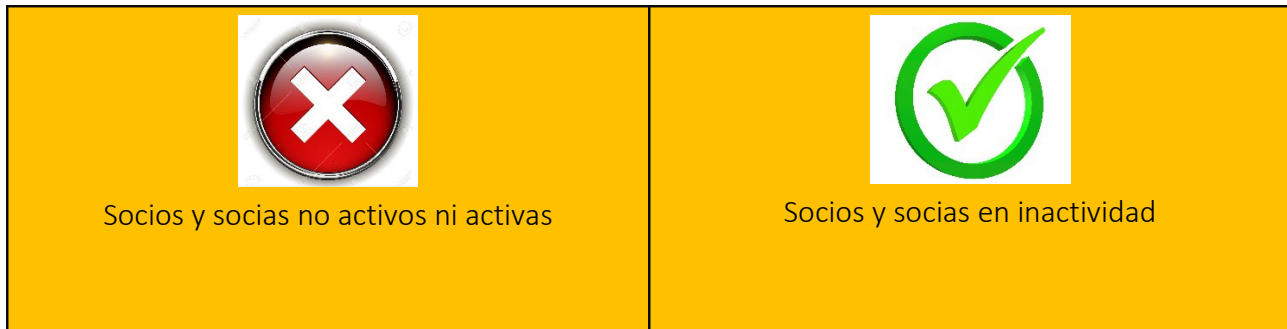 Socios y socias no activos ni activas
Socios y socias en inactividad